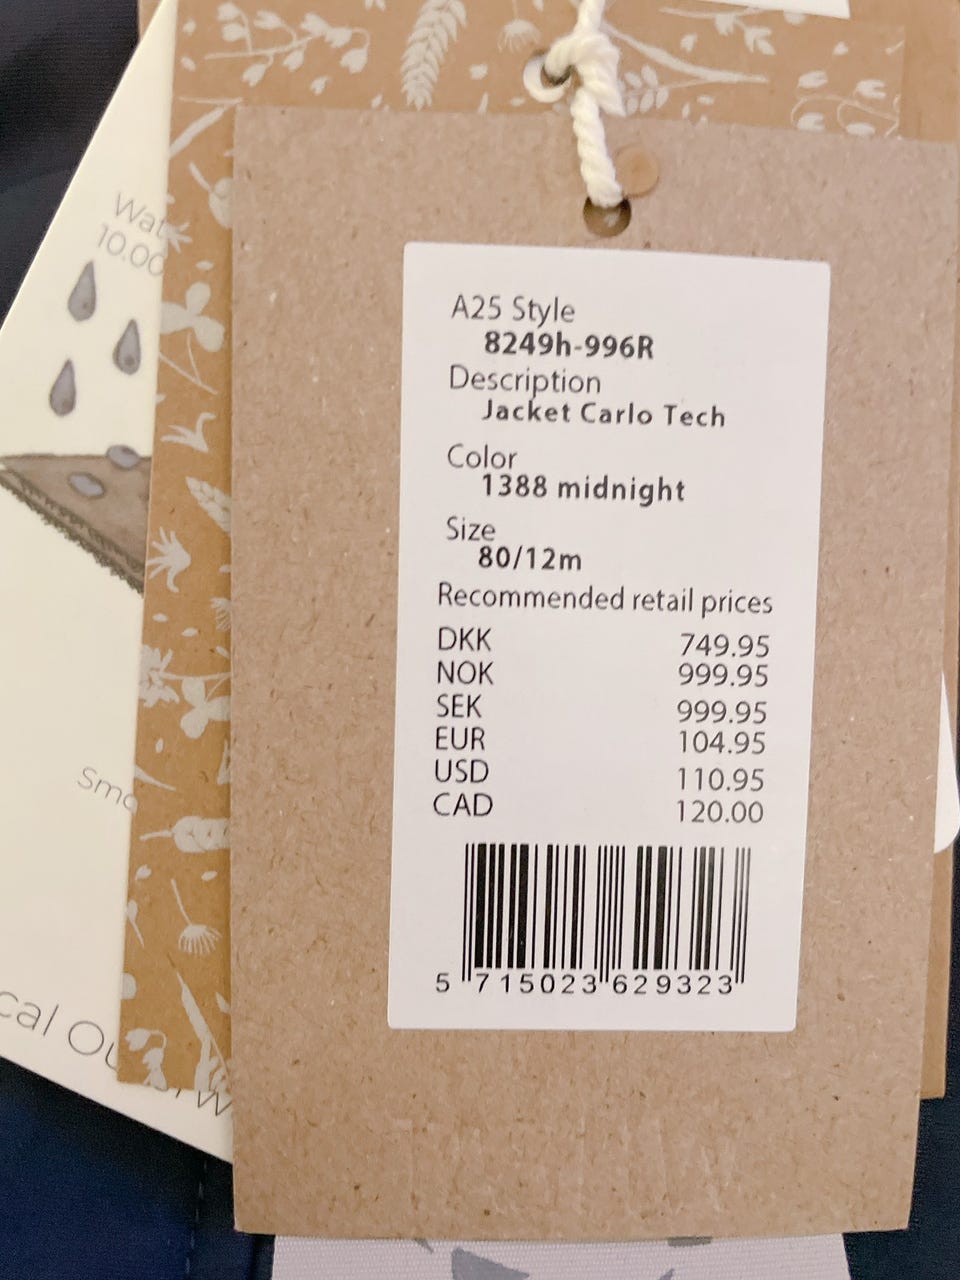 A25 Style
8249h-996R
Description
Jacket Carlo Tech
Color
1388 midnight
Size
80/12m
Recommended retail prices
DKK 749.95
NOK 999.95
SEK 999.95
EUR 104.95
USD 110.95
CAD 120.00
5 715023 629323